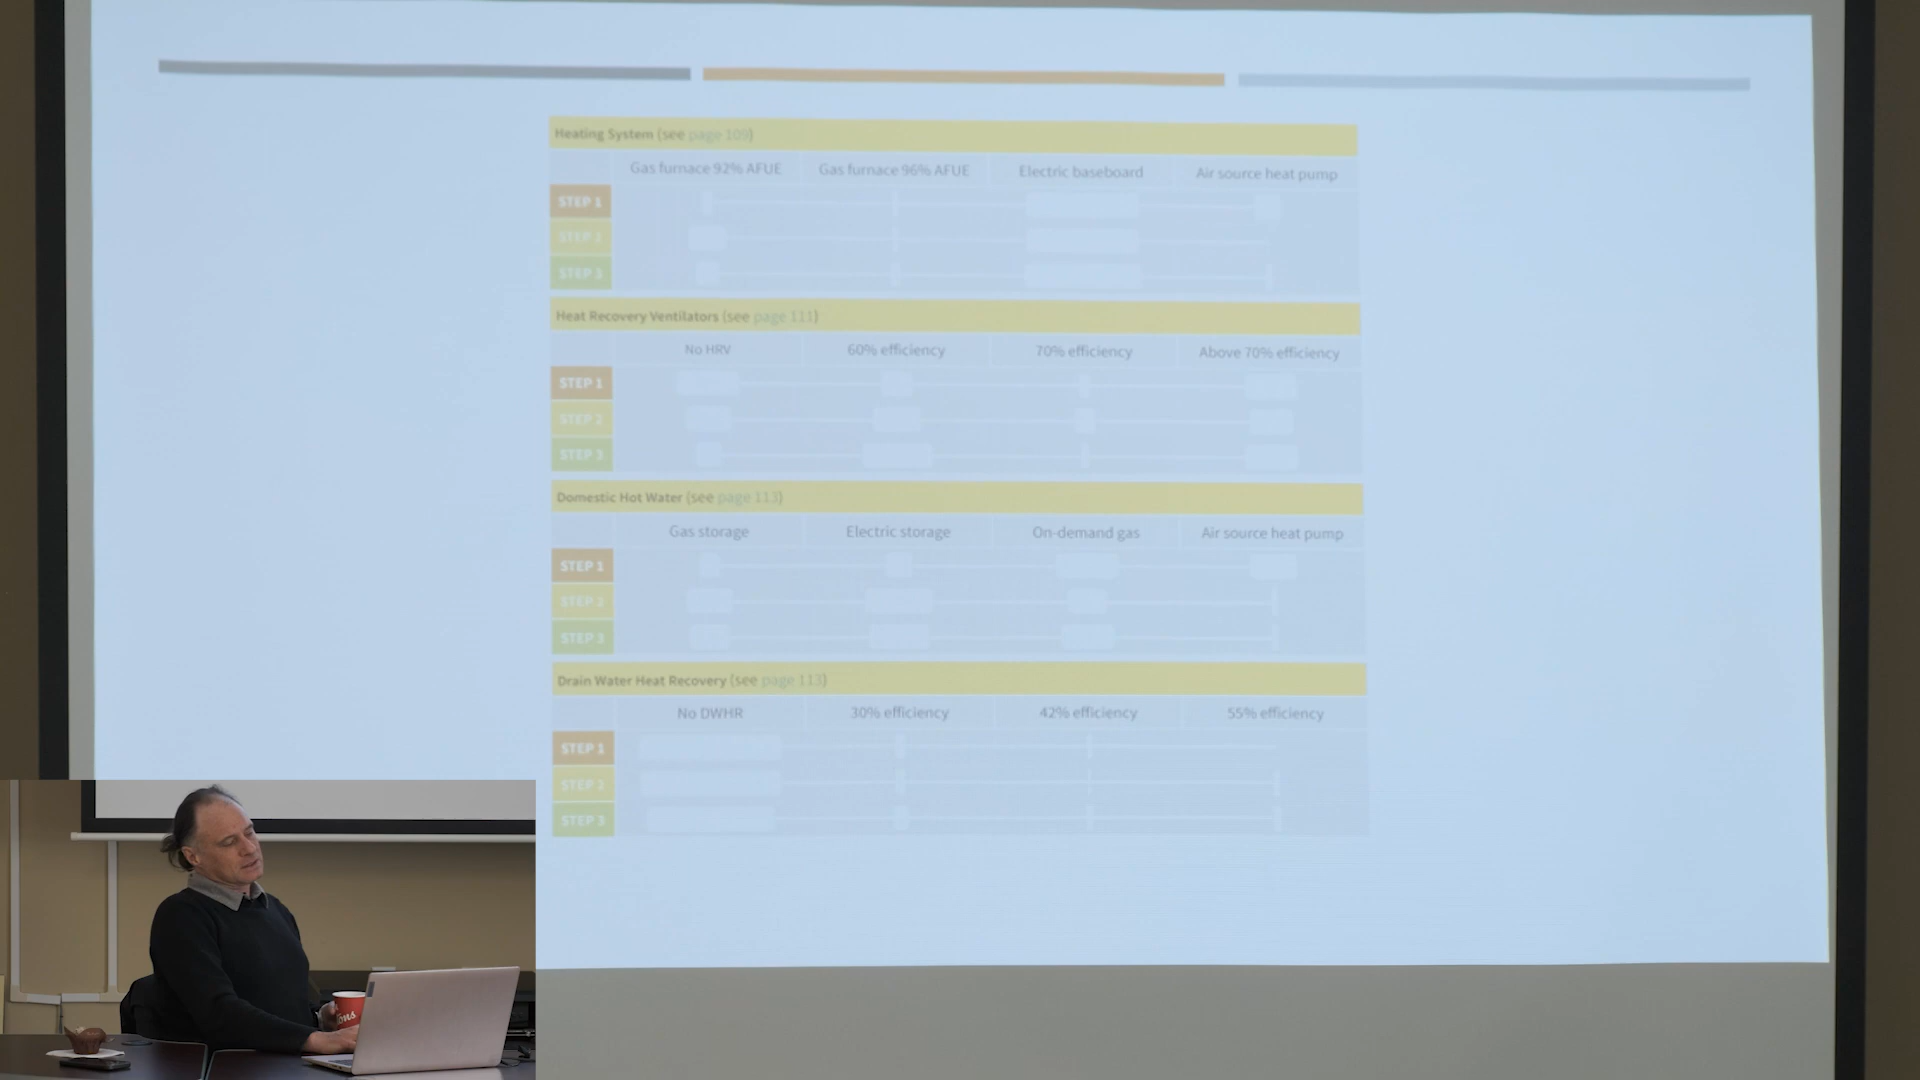 Heating System (see page 109)
Gas furnace 92% AFUE Gas furnace 96% AFUE Electric baseboard Air source heat pump
STEP 1
STEP 2
STEP 3
Heat Recovery Ventilators (see page 111)
No HRV 60% efficiency 70% efficiency Above 70% efficiency
STEP 1
STEP 2
STEP 3
Domestic Hot Water (see page 113)
Gas storage Electric storage On-demand gas Air source heat pump
STEP 1
STEP 2
STEP 3
Drain Water Heat Recovery (see page 113)
No DWHR 30% efficiency 42% efficiency 55% efficiency
STEP 1
STEP 2
STEP 3